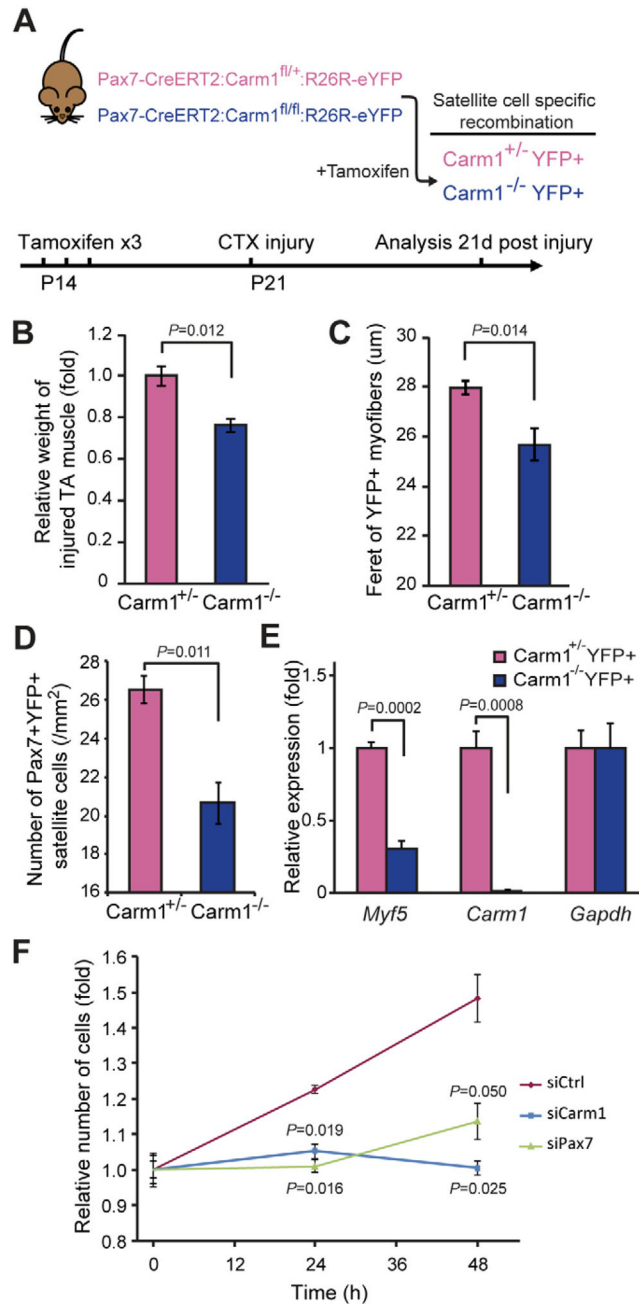 A
Pax7-CreERT2:Carm1fl/+:R26R-eYFP
Pax7-CreERT2:Carm1fl/fl:R26R-eYFP
Satellite cell specific
recombination
+Tamoxifen
Carm1+/- YFP+
Carm1-/- YFP+
Tamoxifen x3
CTX injury
Analysis 21d post injury
P14
P21
B
Relative weight of
injured TA muscle (fold)
1.2
1.0
0.8
0.6
0.4
0.2
0
P=0.012
Carm1+/-
Carm1-/-
C
Feret of YFP+ myofibers (um)
30
28
26
24
22
20
P=0.014
Carm1+/-
Carm1-/-
D
Number of Pax7+YFP+
satellite cells (/mm2)
28
26
24
22
20
18
16
P=0.011
Carm1+/-
Carm1-/-
E
Carm1+/-YFP+
Carm1-/-YFP+
Relative expression (fold)
1.5
1
0.5
0
P=0.0002
P=0.0008
Myf5
Carm1
Gapdh
F
Relative number of cells (fold)
1.6
1.5
1.4
1.3
1.2
1.1
1.0
0.9
0.8
P=0.019
P=0.016
P=0.050
P=0.025
siCtrl
siCarm1
siPax7
0
12
24
36
48
Time (h)